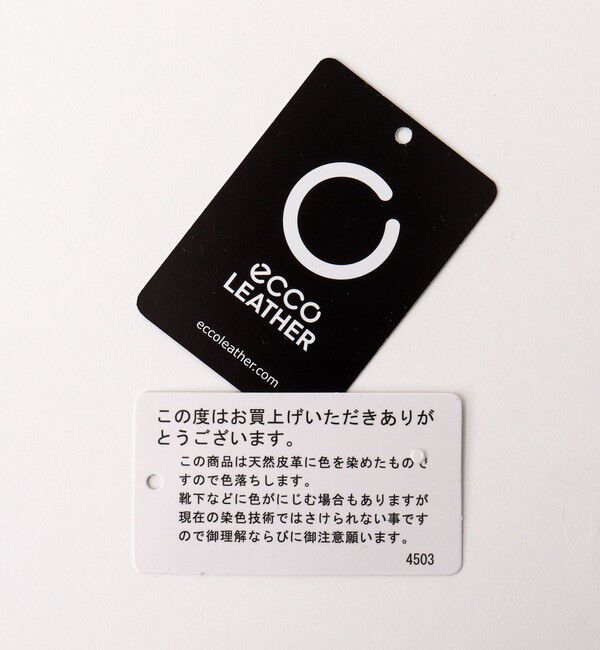 ecco
LEATHER
eccoleather.com
この度はお買上げいただきありが
とうございます。
この商品は天然皮革に色を染めたもので
すので色落ちします。
靴下などに色がにじむ場合もありますが
現在の染色技術ではさけられない事です
ので御理解ならびに御注意願います。
4503